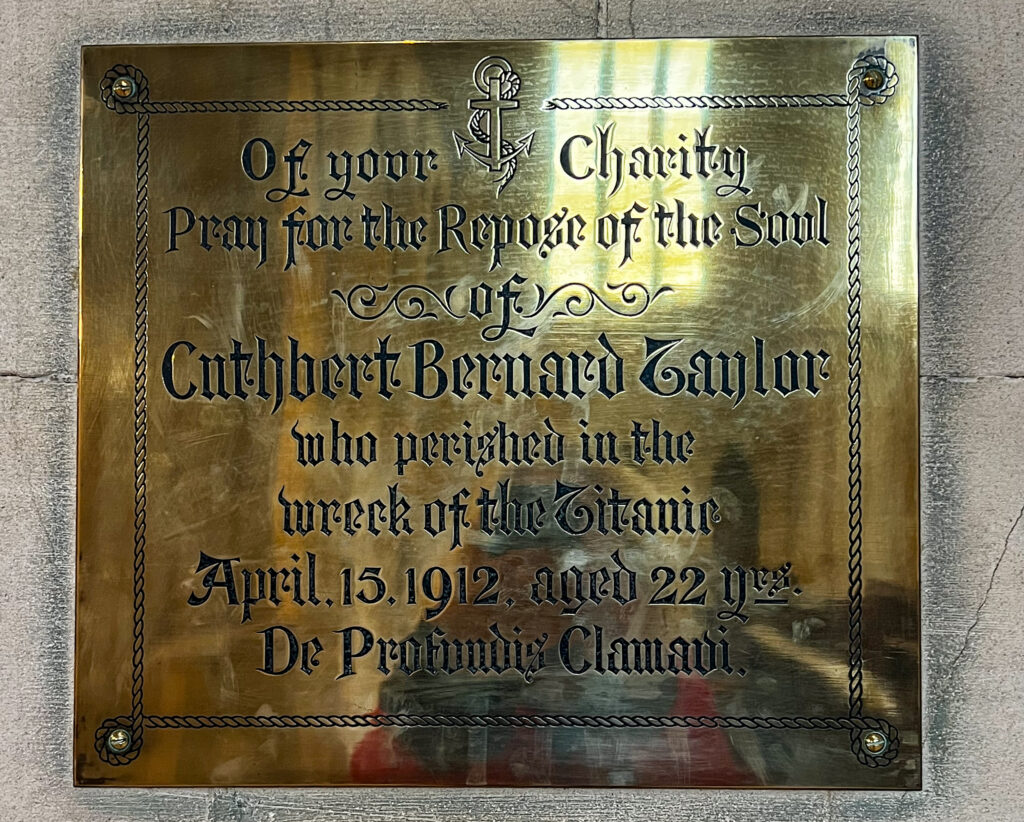 Of your Charity
Pray for the Repose of the Soul
of
Cuthbert Bernard Taylor
who perished in the
wreck of the Titanic
April. 15. 1912. aged 22 yrs.
De Profundis Clamavi.